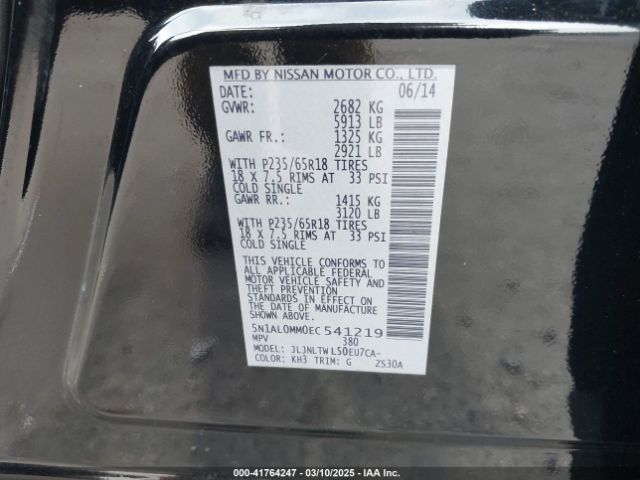 MFD BY NISSAN MOTOR CO., LTD.
DATE: 06/14
GVWR: 2682 KG
5913 LB
GAWR FR.: 1325 KG
2921 LB
WITH P235/65R18 TIRES
18 X 7.5 RIMS AT 33 PSI
COLD SINGLE
GAWR RR.: 1415 KG
3120 LB
WITH P235/65R18 TIRES
18 X 7.5 RIMS AT 33 PSI
COLD SINGLE
THIS VEHICLE CONFORMS TO
ALL APPLICABLE FEDERAL
MOTOR VEHICLE SAFETY AND
THEFT PREVENTION
STANDARDS IN EFFECT ON
THE DATE OF MANUFACTURE
SHOWN ABOVE.
5N1AL0MM0EC541219
MPV 380
MODEL: JLJNLTWL50EU7CA-
COLOR: KH3 TRIM: G ZS30A
000-41764247 — 03/10/2025 — IAA Inc.